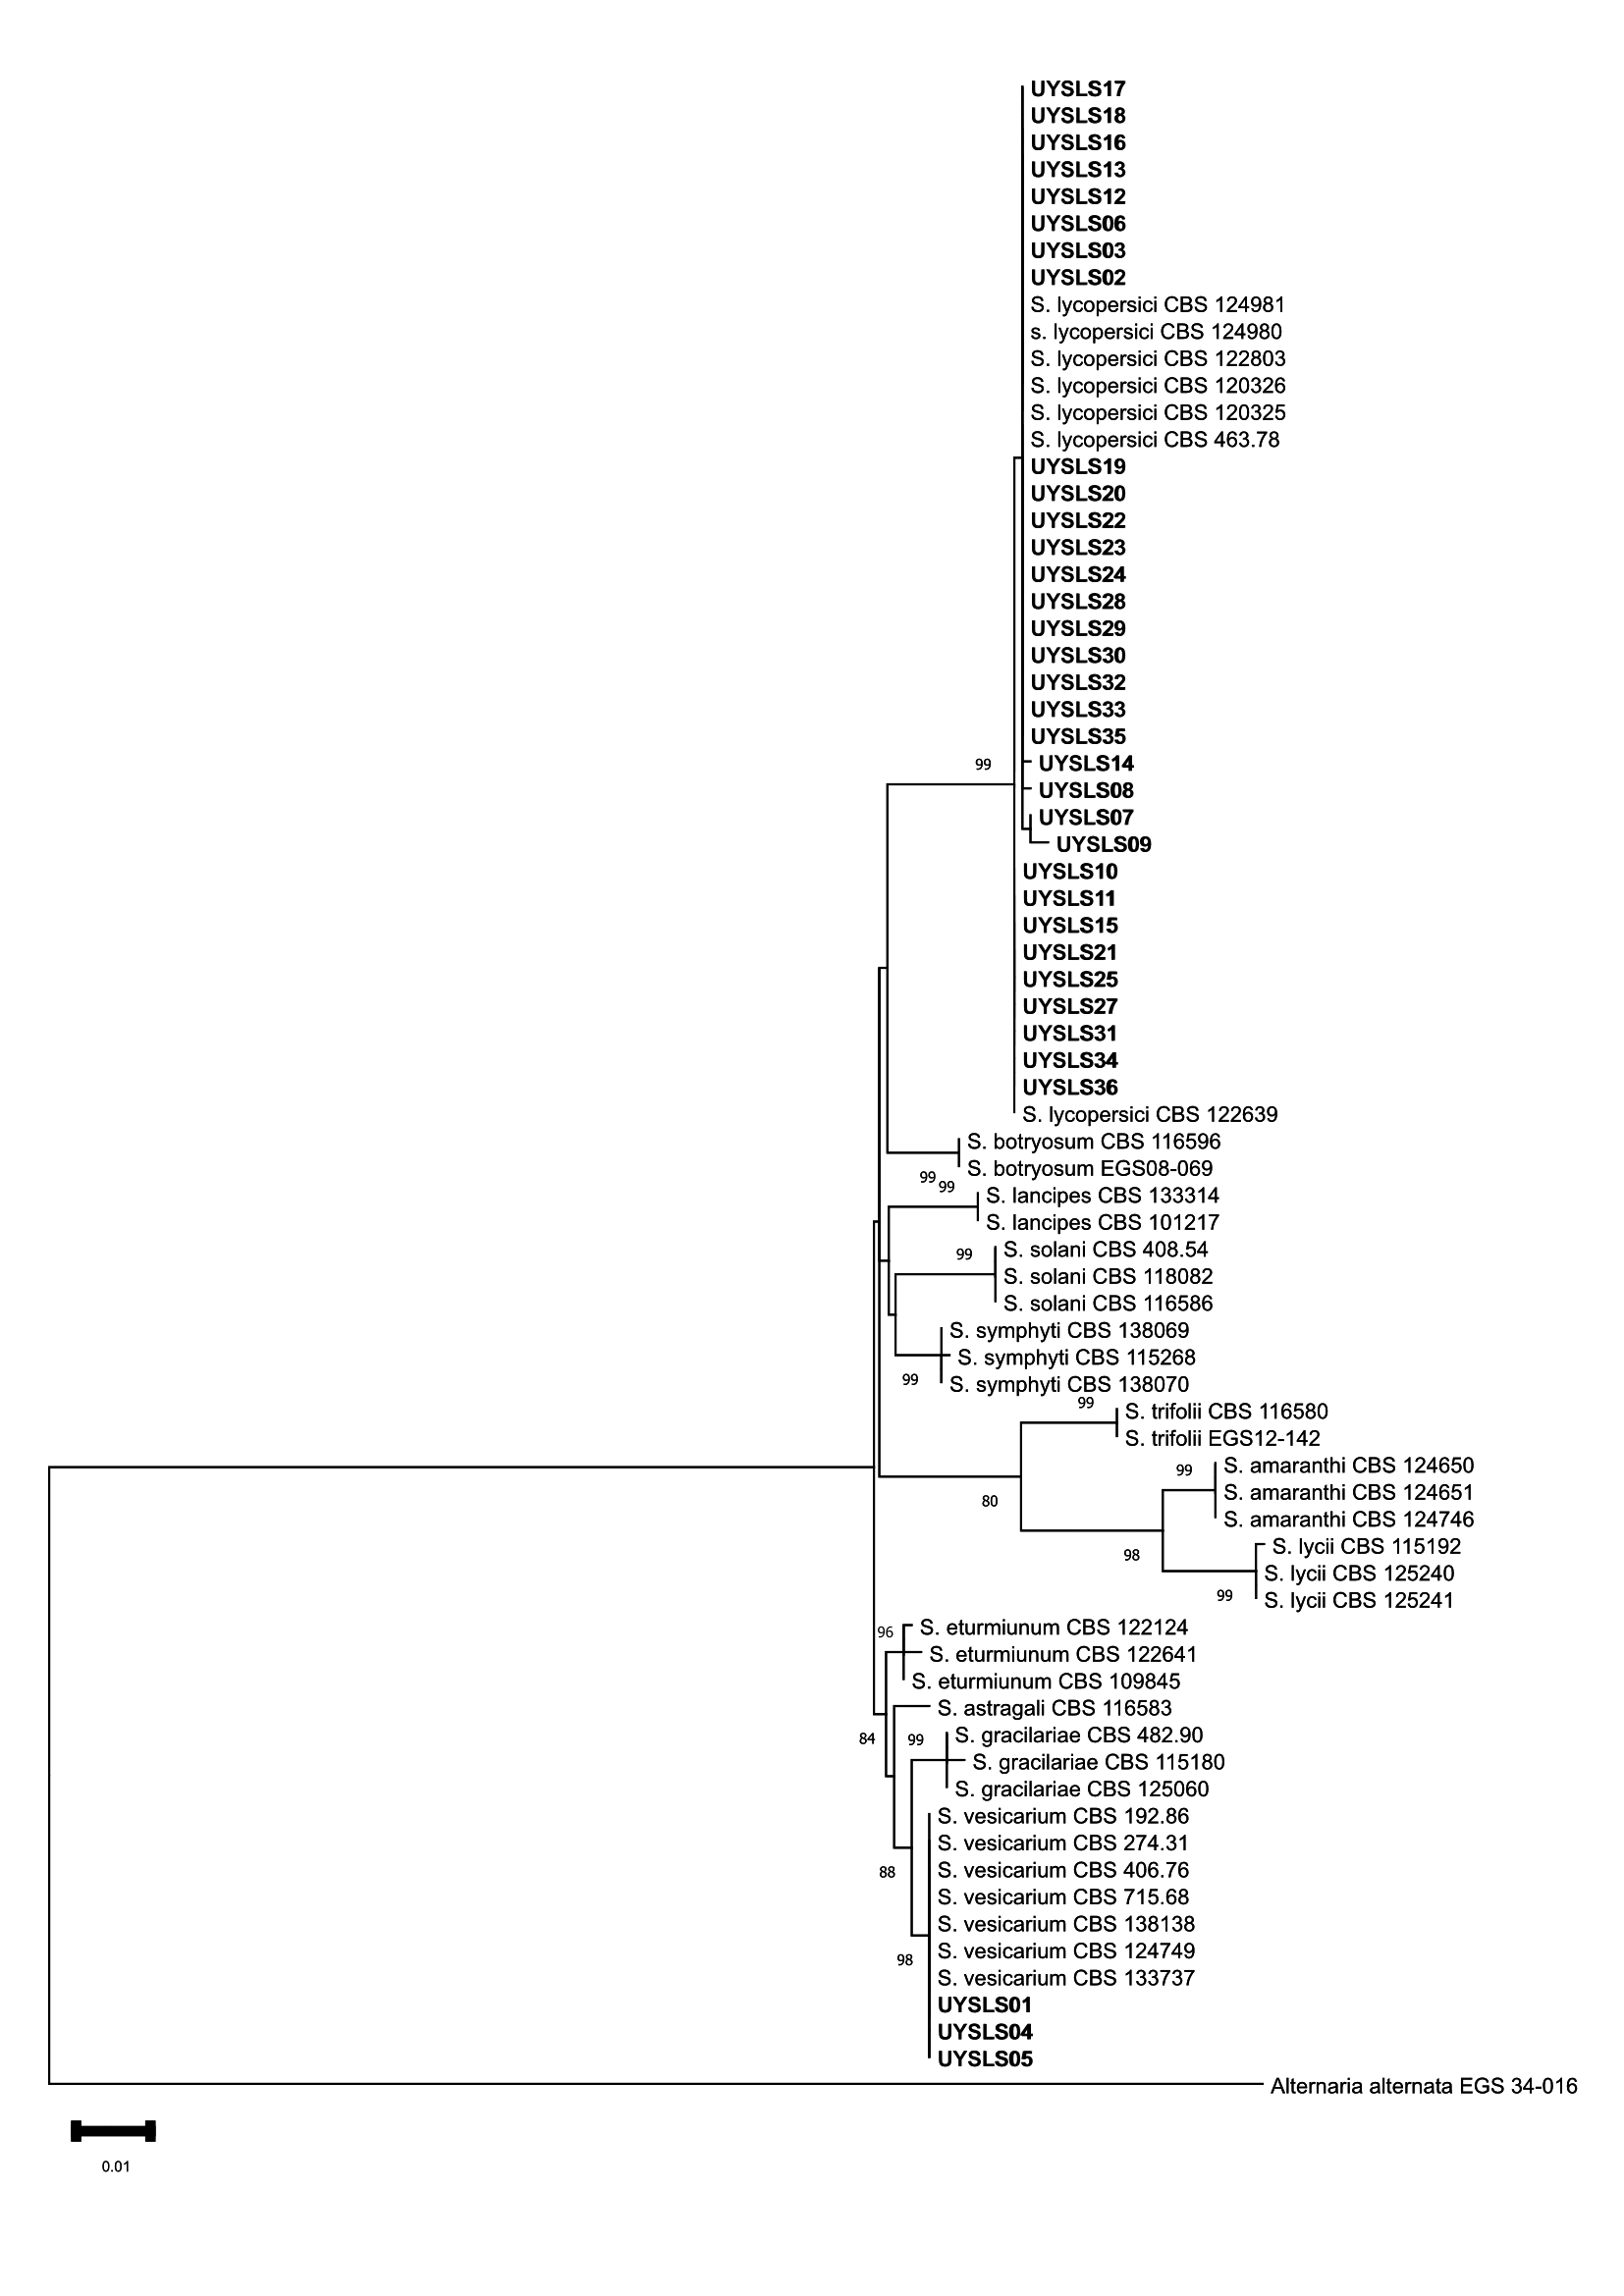 UYSLS17
UYSLS18
UYSLS16
UYSLS13
UYSLS12
UYSLS06
UYSLS03
UYSLS02
S. lycopersici CBS 124981
s. lycopersici CBS 124980
S. lycopersici CBS 122803
S. lycopersici CBS 120326
S. lycopersici CBS 120325
S. lycopersici CBS 463.78
UYSLS19
UYSLS20
UYSLS22
UYSLS23
UYSLS24
UYSLS28
UYSLS29
UYSLS30
UYSLS32
UYSLS33
UYSLS35
99 UYSLS14
UYSLS08
UYSLS07
UYSLS09
UYSLS10
UYSLS11
UYSLS15
UYSLS21
UYSLS25
UYSLS27
UYSLS31
UYSLS34
UYSLS36
S. lycopersici CBS 122639
S. botryosum CBS 116596
S. botryosum EGS08-069
99
99
S. lancipes CBS 133314
S. lancipes CBS 101217
99 S. solani CBS 408.54
S. solani CBS 118082
S. solani CBS 116586
S. symphyti CBS 138069
S. symphyti CBS 115268
99 S. symphyti CBS 138070
99
S. trifolii CBS 116580
S. trifolii EGS12-142
99 S. amaranthi CBS 124650
S. amaranthi CBS 124651
80
S. amaranthi CBS 124746
S. lycii CBS 115192
98
S. lycii CBS 125240
99 S. lycii CBS 125241
96 S. eturmiunum CBS 122124
S. eturmiunum CBS 122641
S. eturmiunum CBS 109845
S. astragali CBS 116583
84 99 S. gracilariae CBS 482.90
S. gracilariae CBS 115180
S. gracilariae CBS 125060
S. vesicarium CBS 192.86
S. vesicarium CBS 274.31
88 S. vesicarium CBS 406.76
S. vesicarium CBS 715.68
S. vesicarium CBS 138138
98 S. vesicarium CBS 124749
S. vesicarium CBS 133737
UYSLS01
UYSLS04
UYSLS05
Alternaria alternata EGS 34-016
0.01